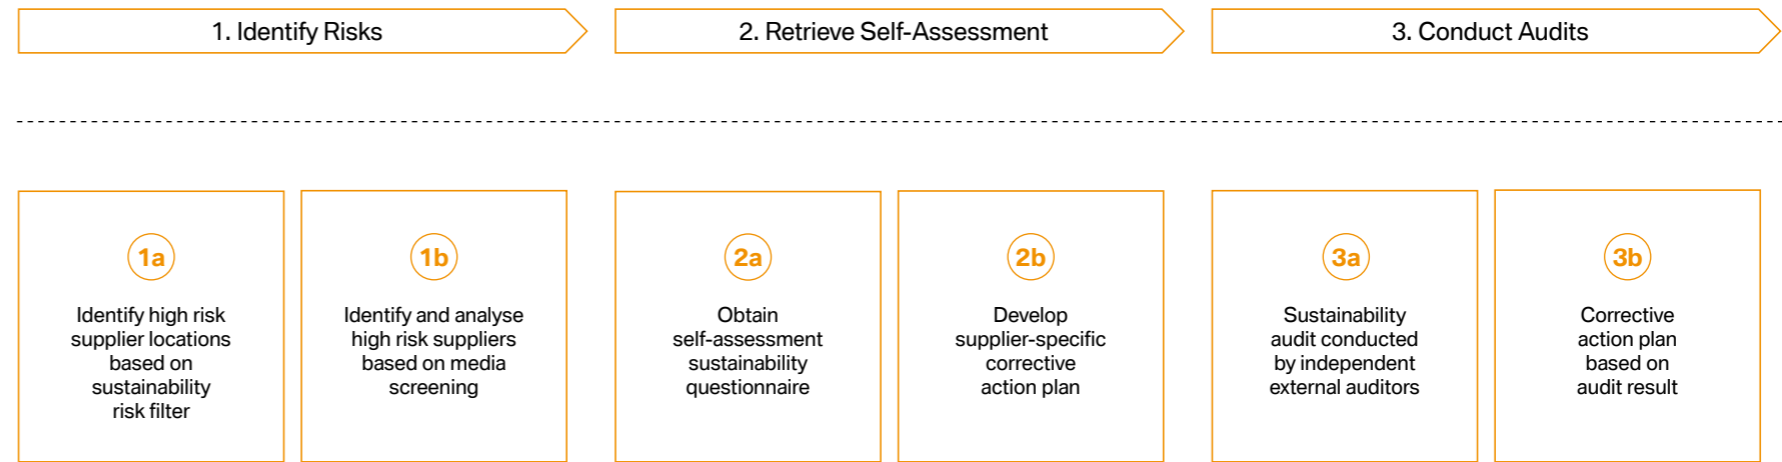 1. Identify Risks
2. Retrieve Self-Assessment
3. Conduct Audits
1a
Identify high risk
supplier locations
based on
sustainability
risk filter
1b
Identify and analyse
high risk suppliers
based on media
screening
2a
Obtain
self-assessment
sustainability
questionnaire
2b
Develop
supplier-specific
corrective
action plan
3a
Sustainability
audit conducted
by independent
external auditors
3b
Corrective
action plan
based on
audit result